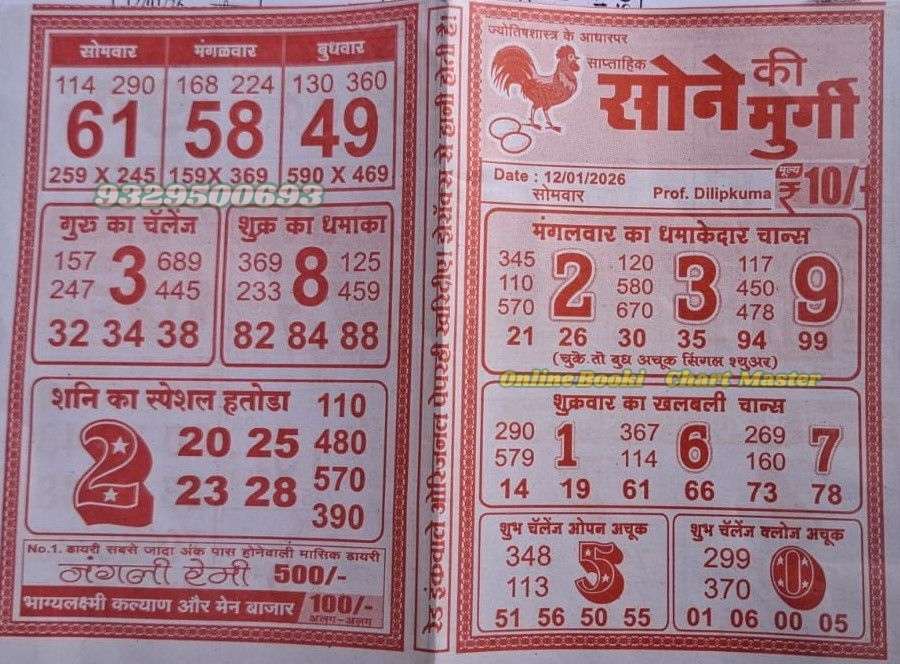 सोमवार मंगळवार बुधवार
114 290 168 224 130 360
61 58 49
259 X 245 159X 369 590 X 469
9329500693
गुरु का चॅलेंज
157 3 689
247 445
32 34 38
शुक्र का धमाका
369 8 125
233 459
82 84 88
शनि का स्पेशल हतोडा 110
2 20 25 480
23 28 570
390
No.1. डायरी सबसे जादा अंक पास होनेवाली मासिक डायरी
500/-
भाग्यलक्ष्मी कल्याण और मेन बाजार 100/-
अलग-अलग
ज्योतिषशास्त्र के आधारपर
साप्ताहिक
सोने की मुर्गी
Date : 12/01/2026
सोमवार Prof. Dilipkuma
मूल्य
₹ 10/-
मंगलवार का धमाकेदार चान्स
345 2 120 3 117 9
110 580 450
570 670 478
21 26 30 35 94 99
(चुके तो बुध अचूक सिंगल श्युअर)
Online Booki Chart Master
शुक्रवार का खलबली चान्स
290 1 367 6 269 7
579 114 160
14 19 61 66 73 78
शुभ चॅलेंज ओपन अचूक
348 5
113
51 56 50 55
शुभ चॅलेंज क्लोज अचूक
299 0
370
01 06 00 05